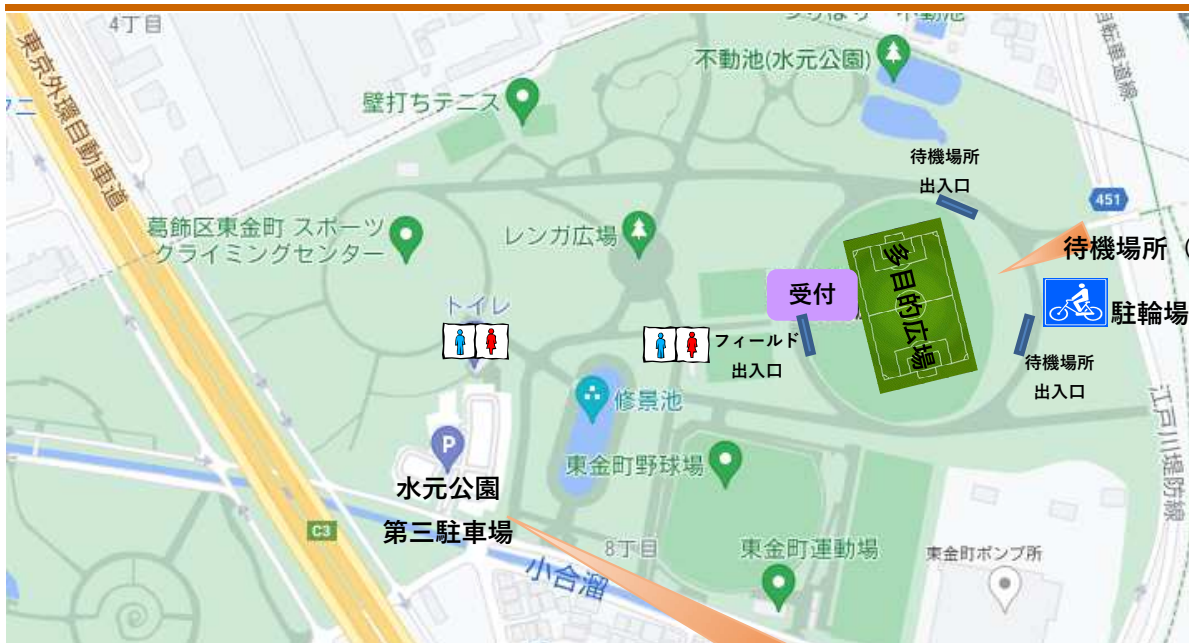 4丁目
東京外環自動車道
壁打ちテニス
不動池(水元公園)
自転車道線
待機場所
出入口
451
葛飾区東金町 スポーツ
クライミングセンター
レンガ広場
待機場所（
受付
多目的広場
駐輪場
トイレ
フィールド
出入口
待機場所
出入口
修景池
江戸川堤防線
P
東金町野球場
水元公園
第三駐車場
C3
8丁目
東金町運動場
東金町ポンプ所
小合溜